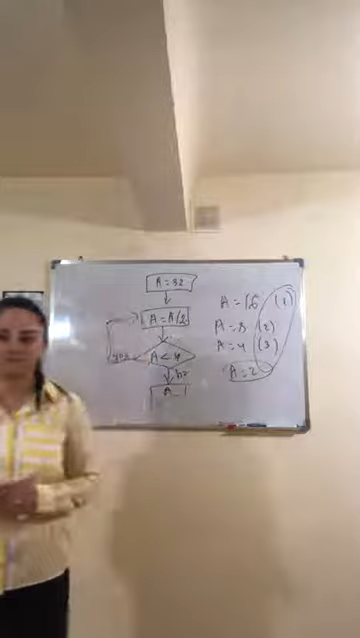 A = 32
A = A/2
A < 4
yes
no
A
A = 16 (1)
A = 8 (2)
A = 4 (3)
A = 2